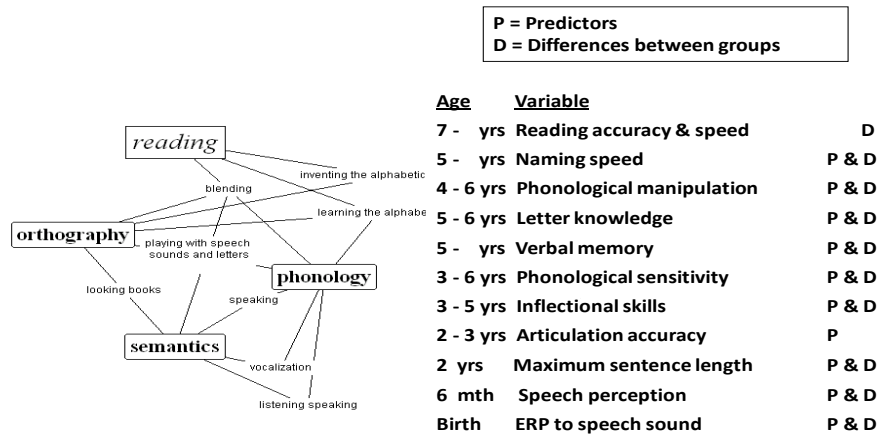 P = Predictors
D = Differences between groups
reading
inventing the alphabetic
blending
learning the alphabe
orthography
playing with speech
sounds and letters
phonology
looking books
speaking
semantics
vocalization
listening speaking
Age Variable
7 - yrs Reading accuracy & speed D
5 - yrs Naming speed P & D
4 - 6 yrs Phonological manipulation P & D
5 - 6 yrs Letter knowledge P & D
5 - yrs Verbal memory P & D
3 - 6 yrs Phonological sensitivity P & D
3 - 5 yrs Inflectional skills P & D
2 - 3 yrs Articulation accuracy P
2 yrs Maximum sentence length P & D
6 mth Speech perception P & D
Birth ERP to speech sound P & D